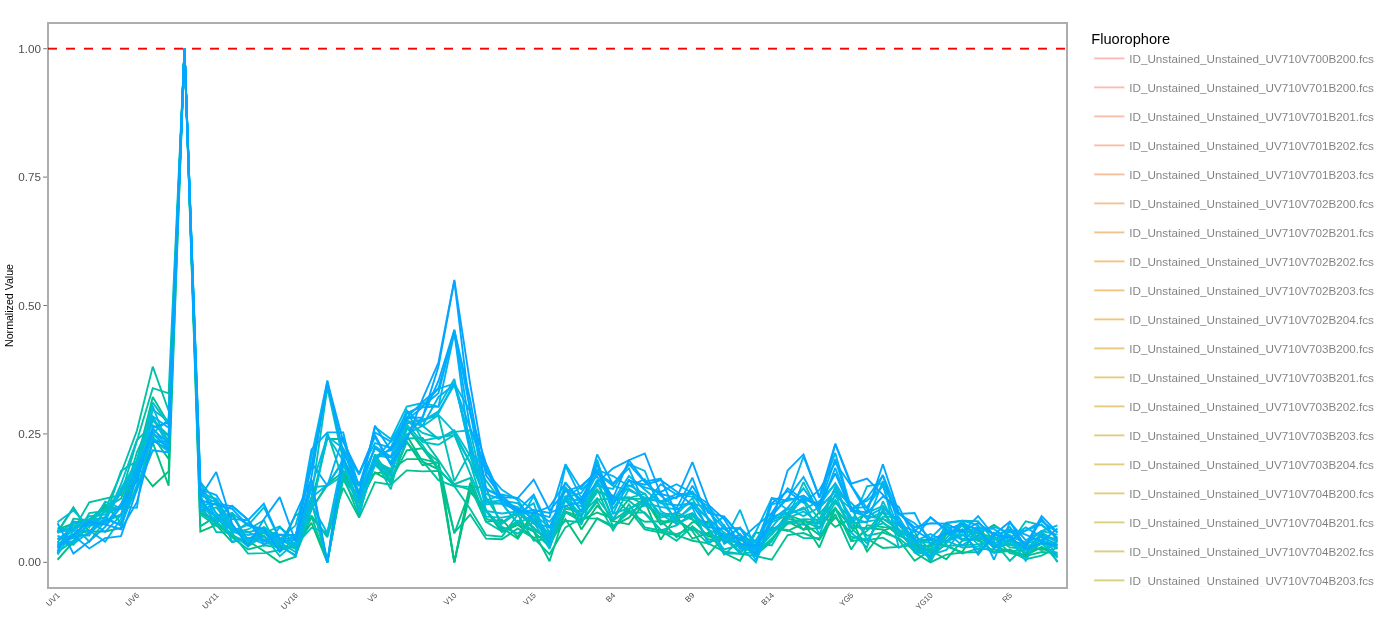 Normalized Value
1.00
0.75
0.50
0.25
0.00
UV1
UV6
UV11
UV16
V5
V10
V15
B4
B9
B14
YG5
YG10
R5
Fluorophore
ID_Unstained_Unstained_UV710V700B200.fcs
ID_Unstained_Unstained_UV710V701B200.fcs
ID_Unstained_Unstained_UV710V701B201.fcs
ID_Unstained_Unstained_UV710V701B202.fcs
ID_Unstained_Unstained_UV710V701B203.fcs
ID_Unstained_Unstained_UV710V702B200.fcs
ID_Unstained_Unstained_UV710V702B201.fcs
ID_Unstained_Unstained_UV710V702B202.fcs
ID_Unstained_Unstained_UV710V702B203.fcs
ID_Unstained_Unstained_UV710V702B204.fcs
ID_Unstained_Unstained_UV710V703B200.fcs
ID_Unstained_Unstained_UV710V703B201.fcs
ID_Unstained_Unstained_UV710V703B202.fcs
ID_Unstained_Unstained_UV710V703B203.fcs
ID_Unstained_Unstained_UV710V703B204.fcs
ID_Unstained_Unstained_UV710V704B200.fcs
ID_Unstained_Unstained_UV710V704B201.fcs
ID_Unstained_Unstained_UV710V704B202.fcs
ID_Unstained_Unstained_UV710V704B203.fcs